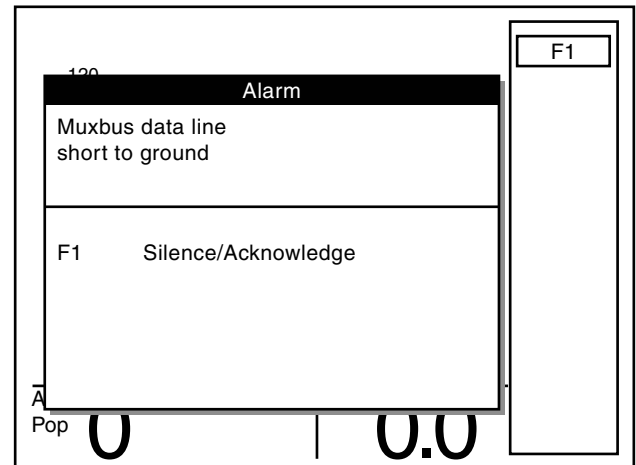 F1
Alarm
Muxbus data line
short to ground
F1 Silence/Acknowledge
A
Pop 0 0.0